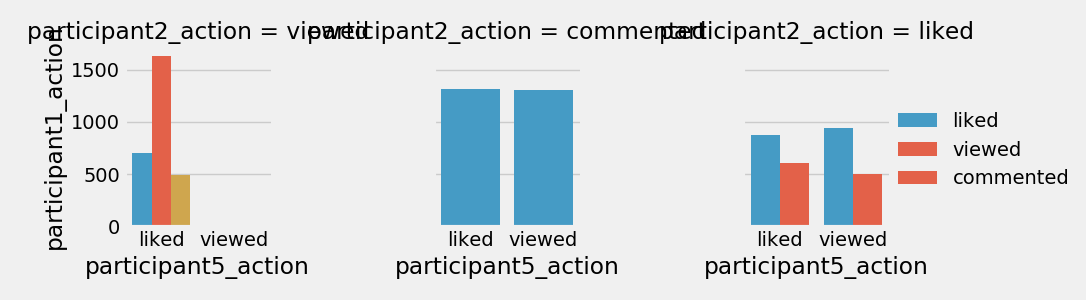 participant2_action = viewed
participant2_action = commented
participant2_action = liked
participant1_action
1500
1000
500
0
liked
viewed
liked
viewed
liked
viewed
participant5_action
participant5_action
participant5_action
liked
viewed
commented